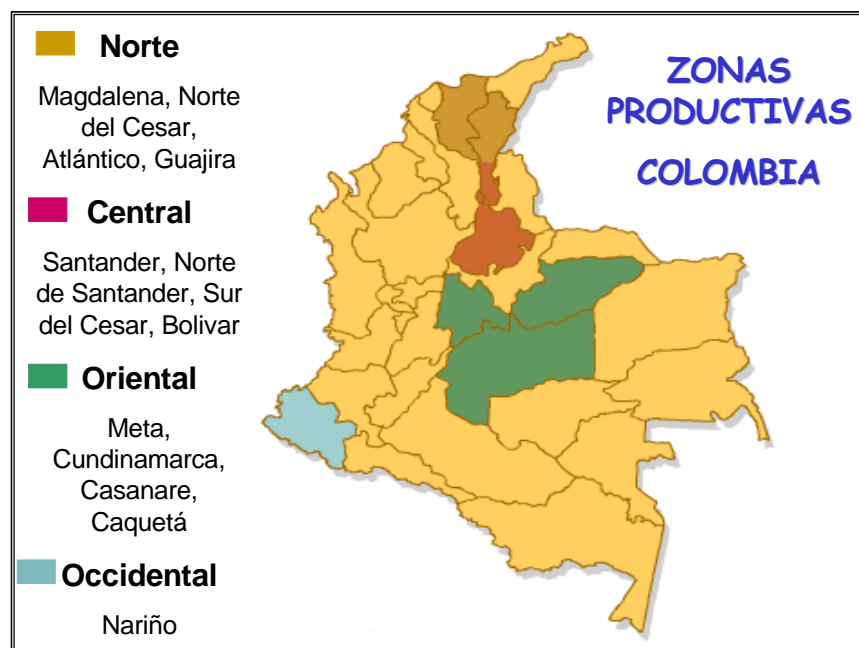 Norte
Magdalena, Norte
del Cesar,
Atlántico, Guajira
Central
Santander, Norte
de Santander, Sur
del Cesar, Bolivar
Oriental
Meta,
Cundinamarca,
Casanare,
Caquetá
Occidental
Nariño
ZONAS
PRODUCTIVAS
COLOMBIA